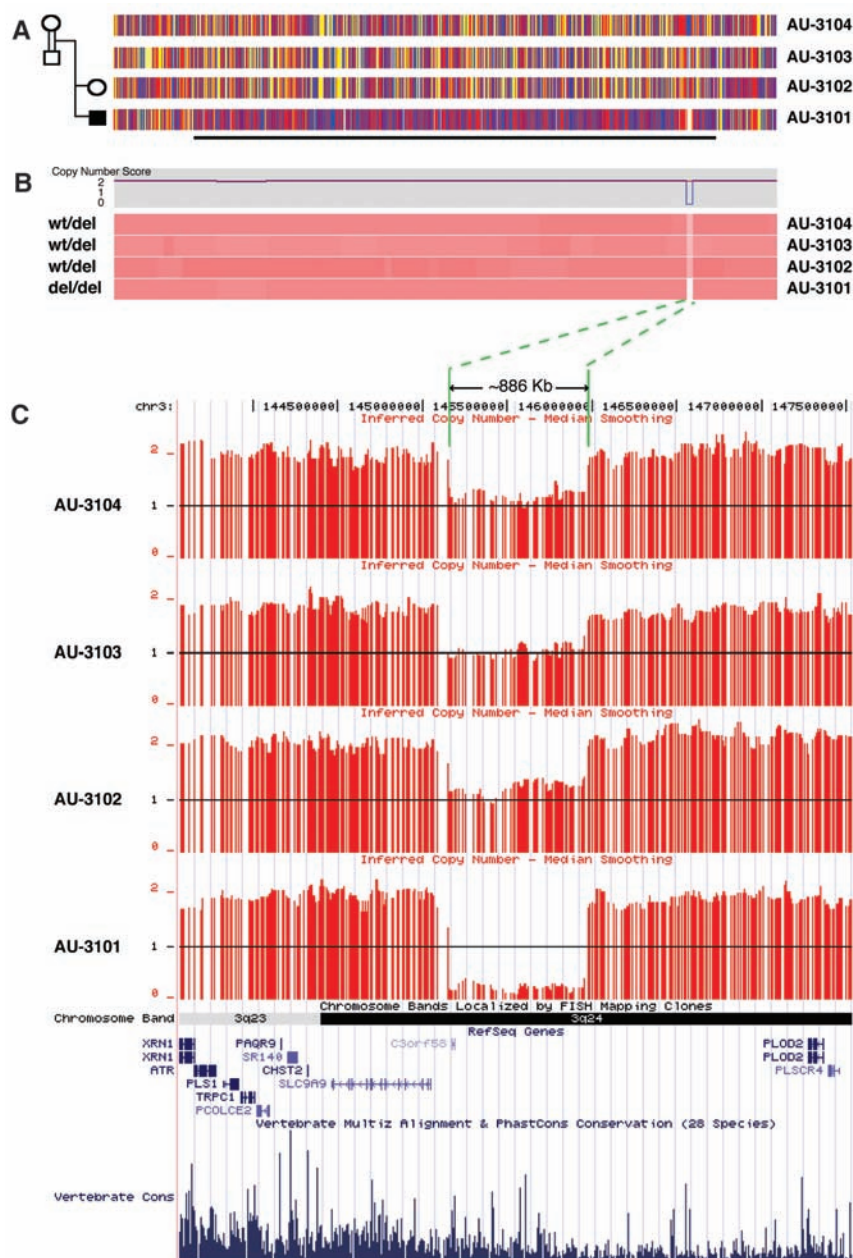 A
AU-3104
AU-3103
AU-3102
AU-3101
B
Copy Number Score
2
1
0
wt/del AU-3104
wt/del AU-3103
wt/del AU-3102
del/del AU-3101
~886 Kb
C
chr3: 144500000 145000000 145500000 146000000 146500000 147000000 147500000
Inferred Copy Number - Median Smoothing
2
AU-3104 1
0
Inferred Copy Number - Median Smoothing
2
AU-3103 1
0
Inferred Copy Number - Median Smoothing
2
AU-3102 1
0
Inferred Copy Number - Median Smoothing
2
AU-3101 1
0
Chromosome Bands Localized by FISH Mapping Clones
Chromosome Band 3q23 3q24
RefSeq Genes
XRN1 PAQR9 C3orf58 PLOD2
XRN1 SR140 PLOD2
ATR CHST2 PLSCR4
PLS1 SLC9A9
TRPC1
PCOLCE2
Vertebrate Multiz Alignment & PhastCons Conservation (28 Species)
Vertebrate Cons